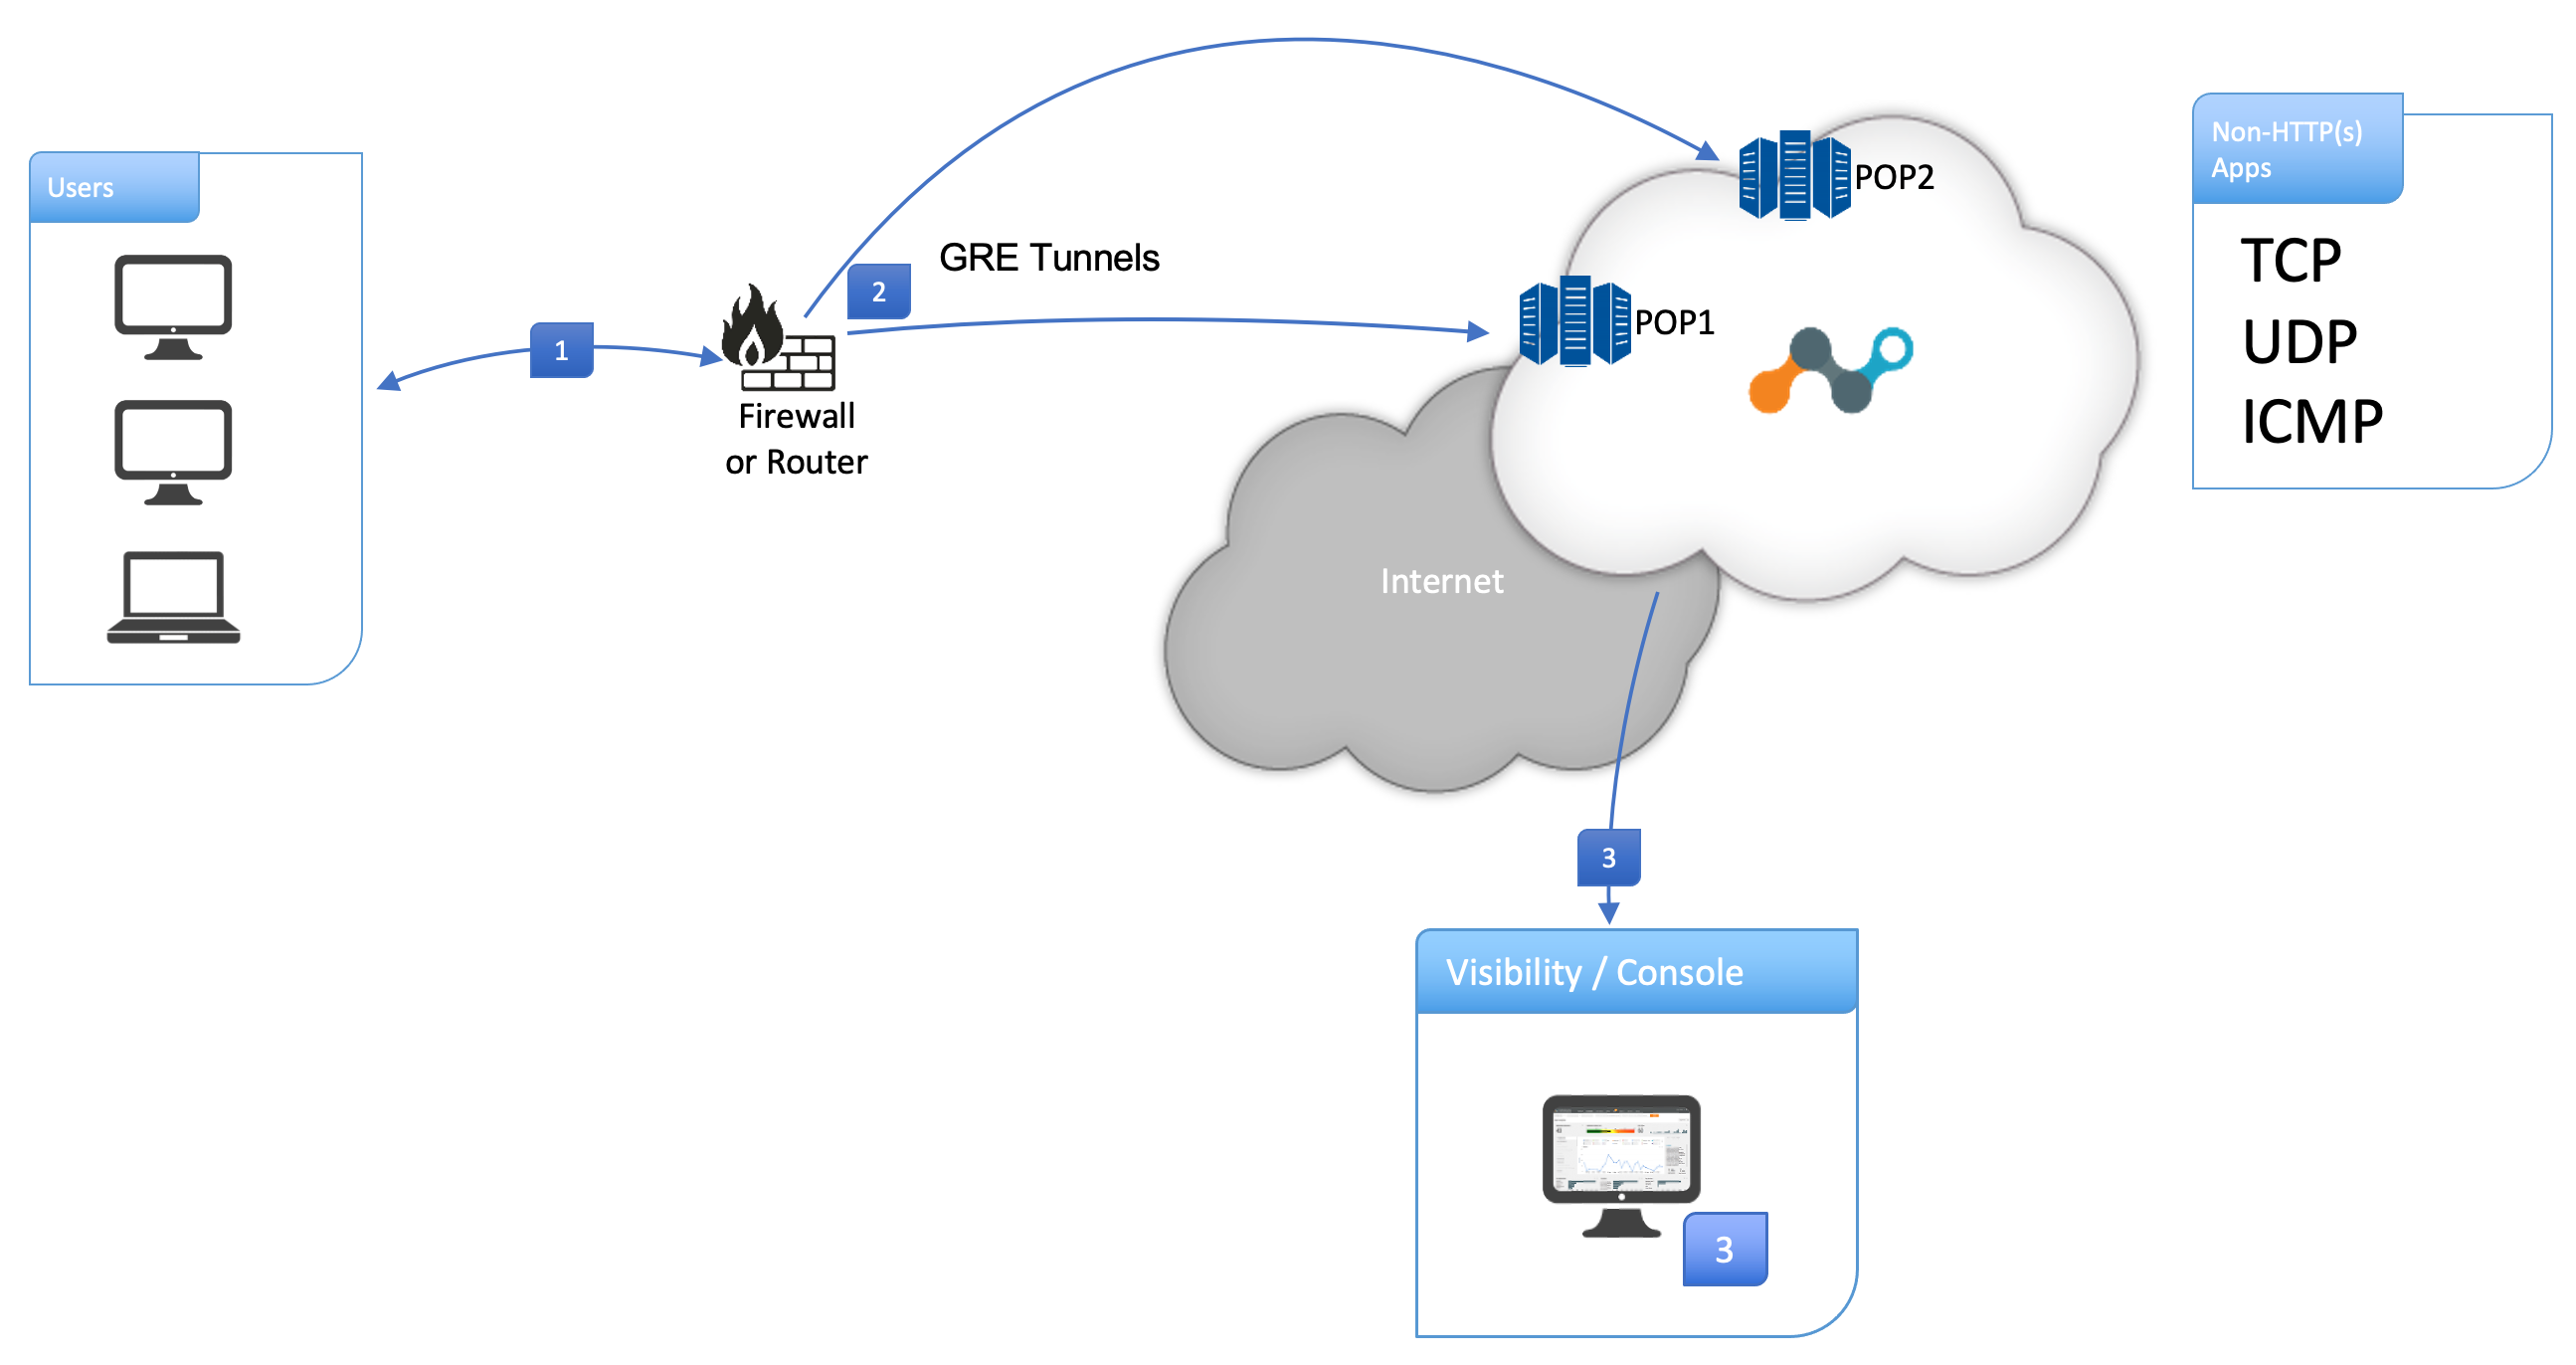 Users
1
Firewall
or Router
2
GRE Tunnels
POP2
POP1
Internet
Non-HTTP(s)
Apps
TCP
UDP
ICMP
3
Visibility / Console
3